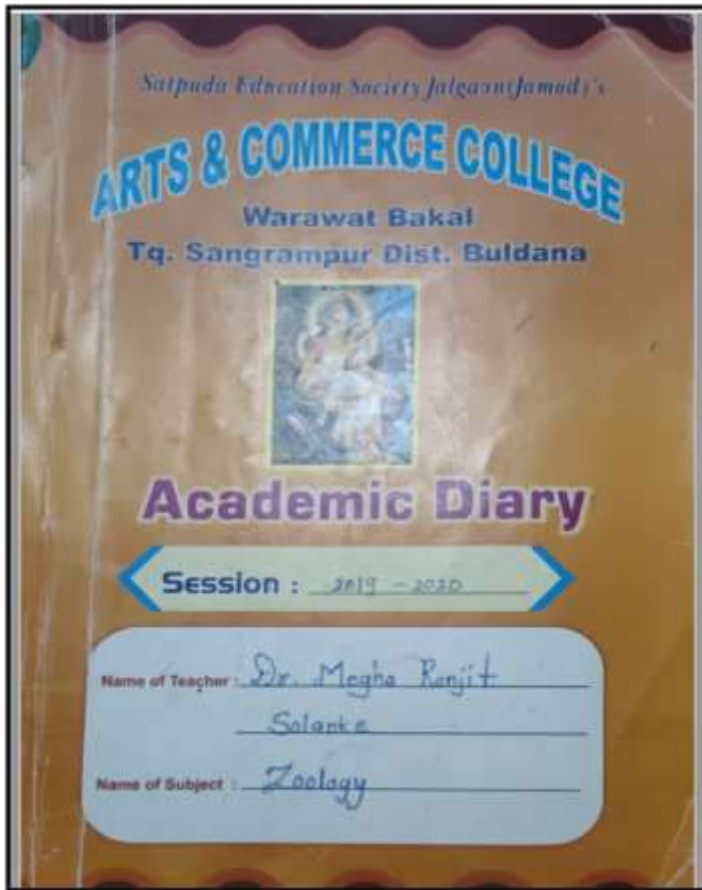 Satpuda Education Society Jalgaon(Jamod)'s
ARTS & COMMERCE COLLEGE
Warawat Bakal
Tq. Sangrampur Dist. Buldana
Academic Diary
Session : 2019 - 2020
Name of Teacher : Dr. Megha Ranjit
Solanke
Name of Subject : Zoology